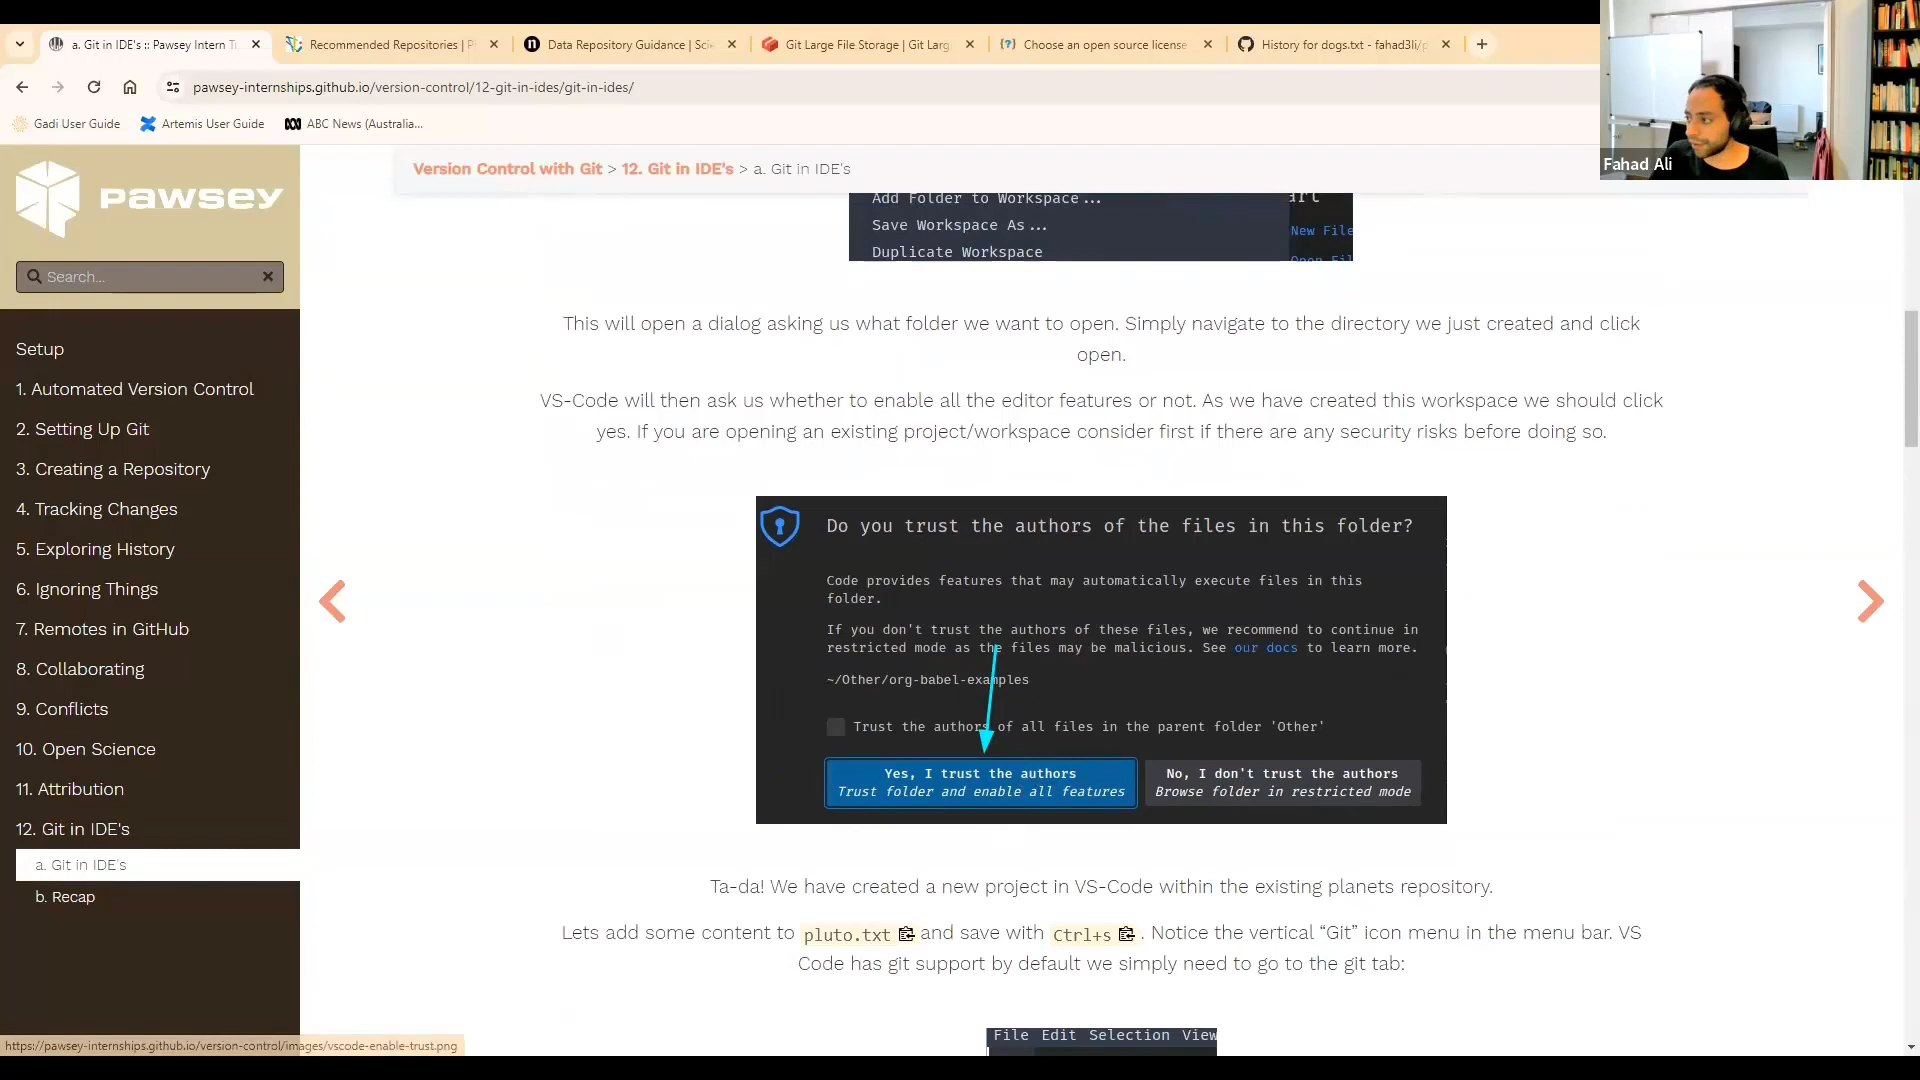 a. Git in IDE's :: Pawsey Intern T
Recommended Repositories | P
Data Repository Guidance | Scie
Git Large File Storage | Git Larg
Choose an open source license
History for dogs.txt - fahad3li/p
pawsey-internships.github.io/version-control/12-git-in-ides/git-in-ides/
Gadi User Guide
Artemis User Guide
ABC News (Australia...
Fahad Ali
PAWSEY
Search...
Setup
1. Automated Version Control
2. Setting Up Git
3. Creating a Repository
4. Tracking Changes
5. Exploring History
6. Ignoring Things
7. Remotes in GitHub
8. Collaborating
9. Conflicts
10. Open Science
11. Attribution
12. Git in IDE's
a. Git in IDE's
b. Recap
Version Control with Git > 12. Git in IDE's > a. Git in IDE's
Add Folder to Workspace...
Save Workspace As...
Duplicate Workspace
New File
Open Fil
This will open a dialog asking us what folder we want to open. Simply navigate to the directory we just created and click
open.
VS-Code will then ask us whether to enable all the editor features or not. As we have created this workspace we should click
yes. If you are opening an existing project/workspace consider first if there are any security risks before doing so.
Do you trust the authors of the files in this folder?
Code provides features that may automatically execute files in this
folder.
If you don't trust the authors of these files, we recommend to continue in
restricted mode as the files may be malicious. See our docs to learn more.
~/Other/org-babel-examples
Trust the authors of all files in the parent folder 'Other'
Yes, I trust the authors
Trust folder and enable all features
No, I don't trust the authors
Browse folder in restricted mode
Ta-da! We have created a new project in VS-Code within the existing planets repository.
Lets add some content to pluto.txt and save with Ctrl+s . Notice the vertical “Git” icon menu in the menu bar. VS
Code has git support by default we simply need to go to the git tab:
File Edit Selection View
https://pawsey-internships.github.io/version-control/images/vscode-enable-trust.png